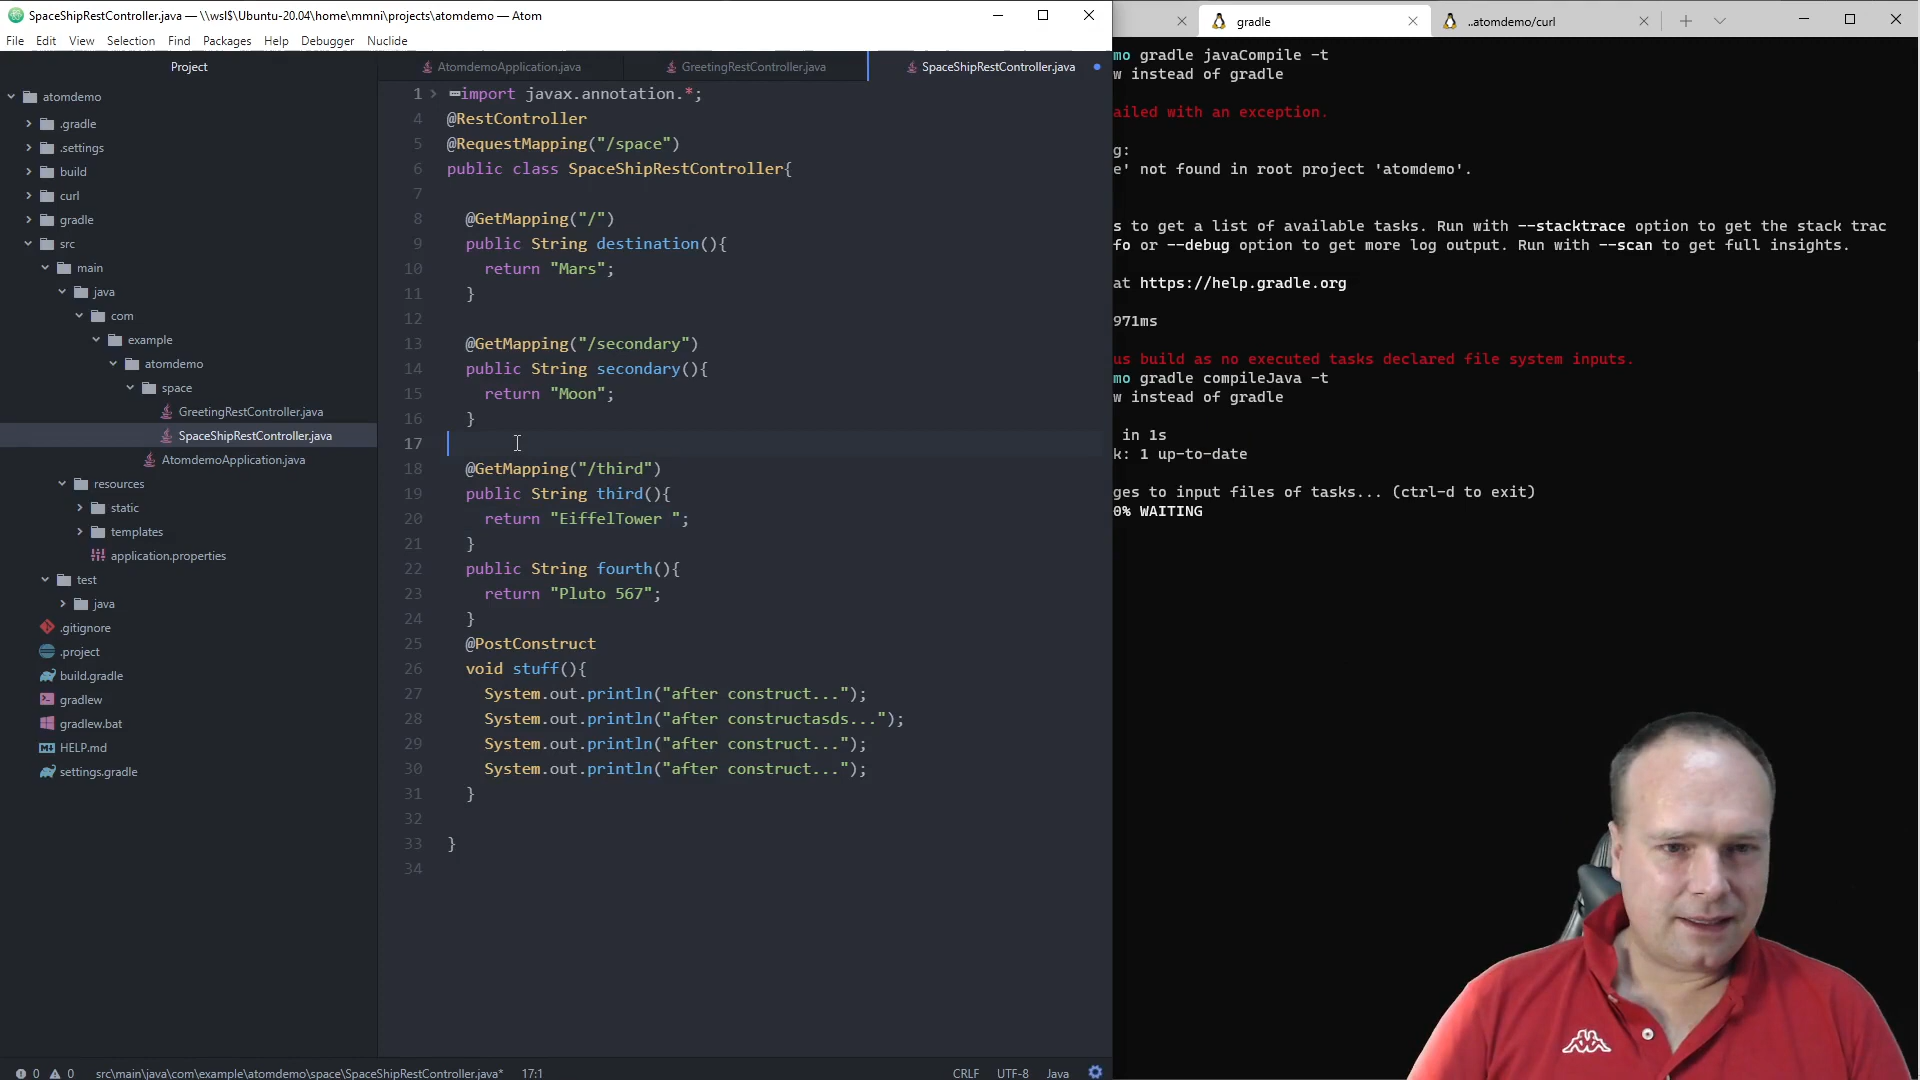 SpaceShipRestController.java — \\wsl$\Ubuntu-20.04\home\mmni\projects\atomdemo — Atom
File Edit View Selection Find Packages Help Debugger Nuclide
Project
atomdemo
.gradle
.settings
build
curl
gradle
src
main
java
com
example
atomdemo
space
GreetingRestController.java
SpaceShipRestController.java
AtomdemoApplication.java
resources
static
templates
application.properties
test
java
.gitignore
.project
build.gradle
gradlew
gradlew.bat
HELP.md
settings.gradle
AtomdemoApplication.java GreetingRestController.java SpaceShipRestController.java
1 import javax.annotation.*;
4 @RestController
5 @RequestMapping("/space")
6 public class SpaceShipRestController{
7
8 @GetMapping("/")
9 public String destination(){
10 return "Mars";
11 }
12
13 @GetMapping("/secondary")
14 public String secondary(){
15 return "Moon";
16 }
17
18 @GetMapping("/third")
19 public String third(){
20 return "EiffelTower ";
21 }
22 public String fourth(){
23 return "Pluto 567";
24 }
25 @PostConstruct
26 void stuff(){
27 System.out.println("after construct...");
28 System.out.println("after constructasds...");
29 System.out.println("after construct...");
30 System.out.println("after construct...");
31 }
32
33 }
34
0 0 src\main\java\com\example\atomdemo\space\SpaceShipRestController.java* 17:1 CRLF UTF-8 Java
gradle ..atomdemo/curl
mo gradle javaCompile -t
w instead of gradle
ailed with an exception.
g:
e' not found in root project 'atomdemo'.
s to get a list of available tasks. Run with --stacktrace option to get the stack trac
fo or --debug option to get more log output. Run with --scan to get full insights.
at https://help.gradle.org
971ms
us build as no executed tasks declared file system inputs.
mo gradle compileJava -t
w instead of gradle
in 1s
k: 1 up-to-date
ges to input files of tasks... (ctrl-d to exit)
0% WAITING